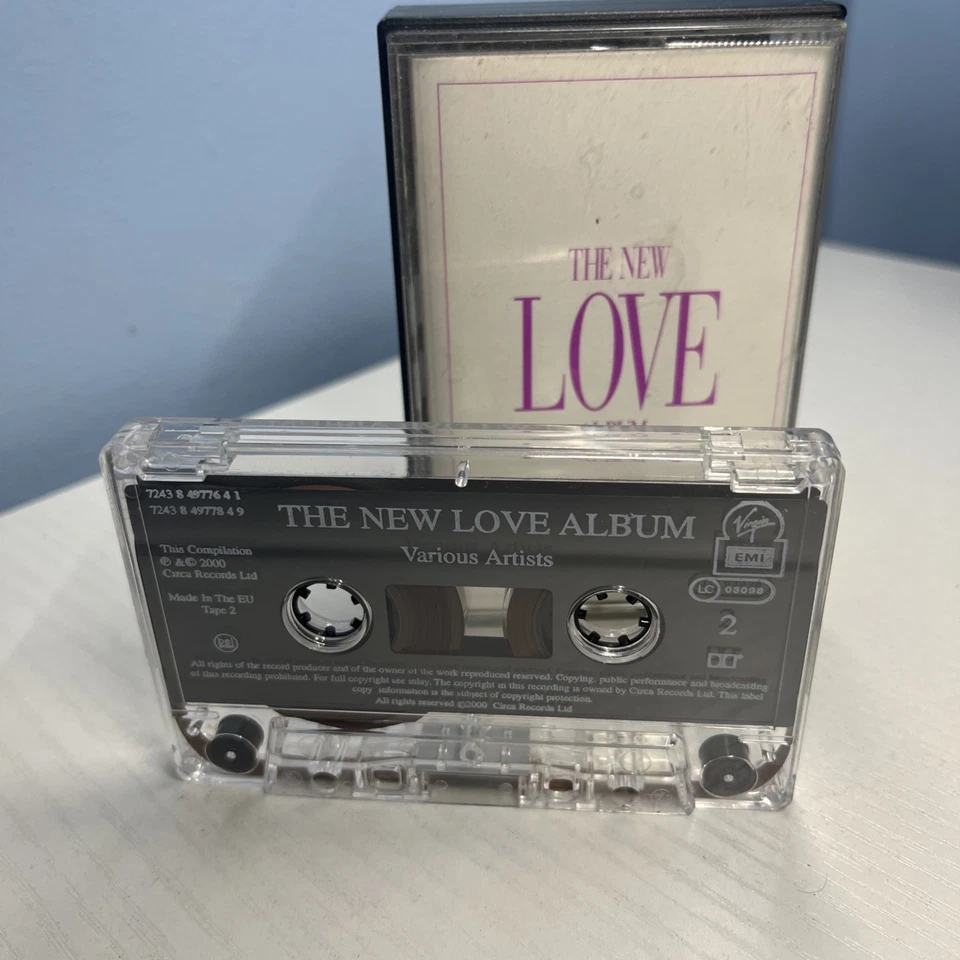 THE NEW
LOVE
ALBUM
7243 8 49776 4 1
7243 8 49778 4 9
THE NEW LOVE ALBUM
Various Artists
This Compilation
℗ & © 2000
Circa Records Ltd
Made In The EU
Tape 2
Virgin
EMI
LC 03098
2
All rights of the record producer and of the owner of the work reproduced reserved. Copying, public performance and broadcasting
of this recording prohibited. For full copyright use inlay. The copyright in this recording is owned by Circa Records Ltd. This label
copy information is the subject of copyright protection.
All rights reserved ©2000 Circa Records Ltd